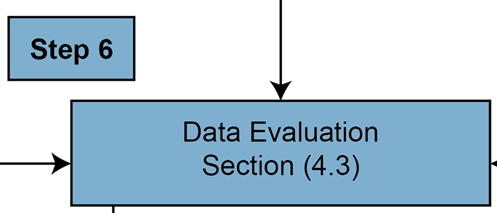 Step 6
Data Evaluation
Section (4.3)